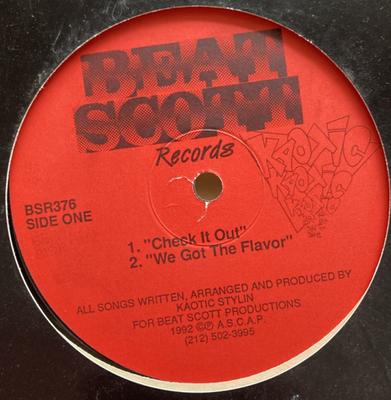 BEAT
SCOTT
Records
KAOTIC
KAOTIC
BSR376
SIDE ONE
1. "Check It Out"
2. "We Got The Flavor"
ALL SONGS WRITTEN, ARRANGED AND PRODUCED BY
KAOTIC STYLIN
FOR BEAT SCOTT PRODUCTIONS
1992 ©℗ A.S.C.A.P.
(212) 502-3995